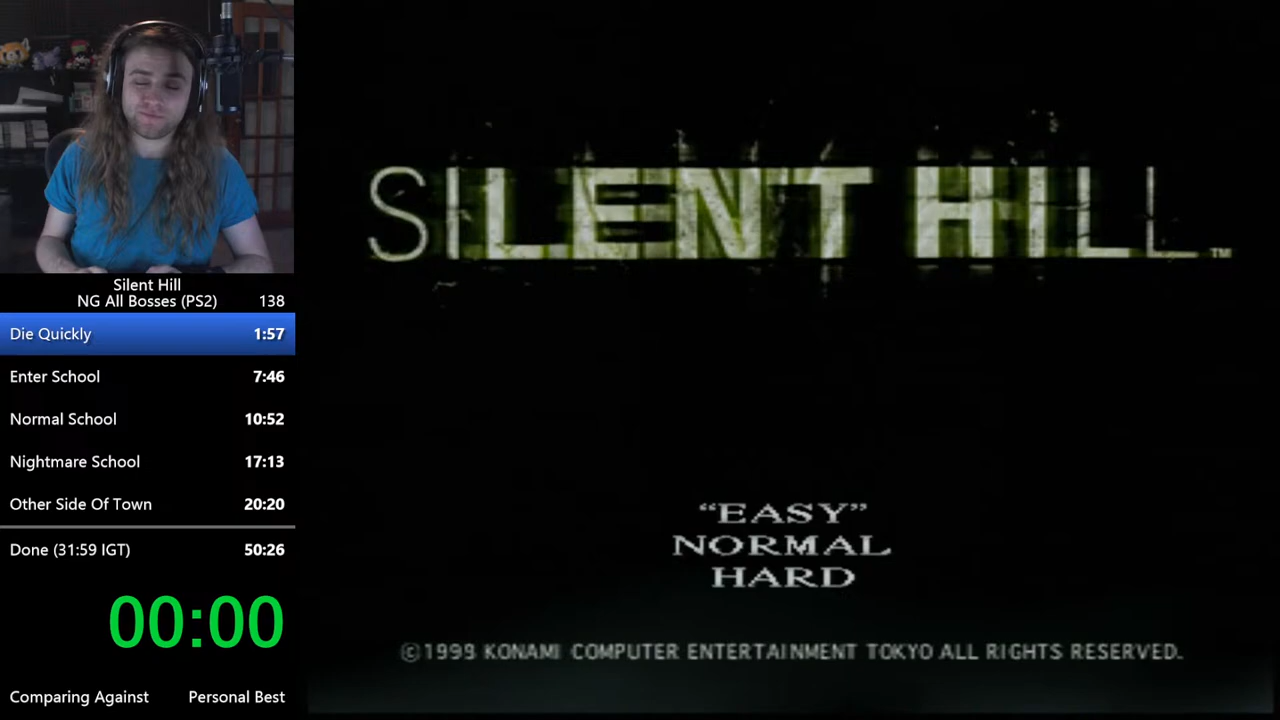 Silent Hill
NG All Bosses (PS2) 138
Die Quickly 1:57
Enter School 7:46
Normal School 10:52
Nightmare School 17:13
Other Side Of Town 20:20
Done (31:59 IGT) 50:26
00:00
Comparing Against Personal Best
SILENT HILL™
“EASY”
NORMAL
HARD
©1999 KONAMI COMPUTER ENTERTAINMENT TOKYO ALL RIGHTS RESERVED.